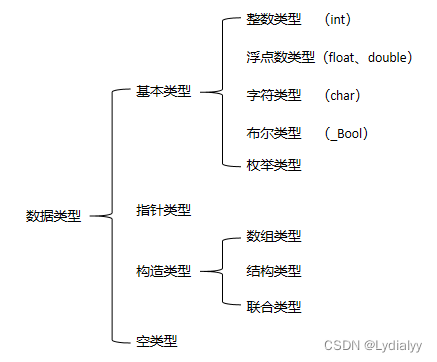 整数类型 （int）
浮点数类型（float、double）
字符类型 （char）
基本类型
布尔类型 （_Bool）
枚举类型
数据类型
指针类型
数组类型
构造类型
结构类型
联合类型
空类型
CSDN @Lydialyy